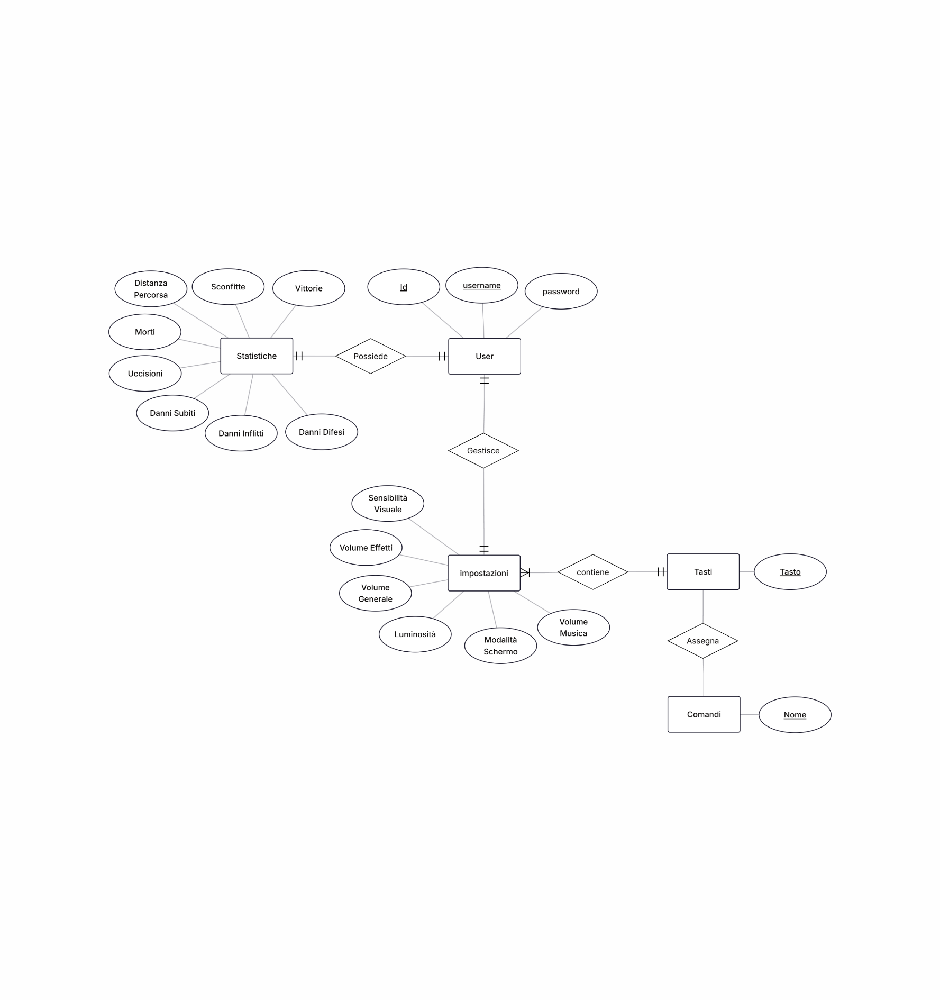 Distanza
Percorsa
Sconfitte
Vittorie
Id
username
password
Morti
Statistiche
Possiede
User
Uccisioni
Danni Subiti
Danni Inflitti
Danni Difesi
Gestisce
Sensibilità
Visuale
Volume Effetti
impostazioni
contiene
Tasti
Tasto
Volume
Generale
Luminosità
Modalità
Schermo
Volume
Musica
Assegna
Comandi
Nome